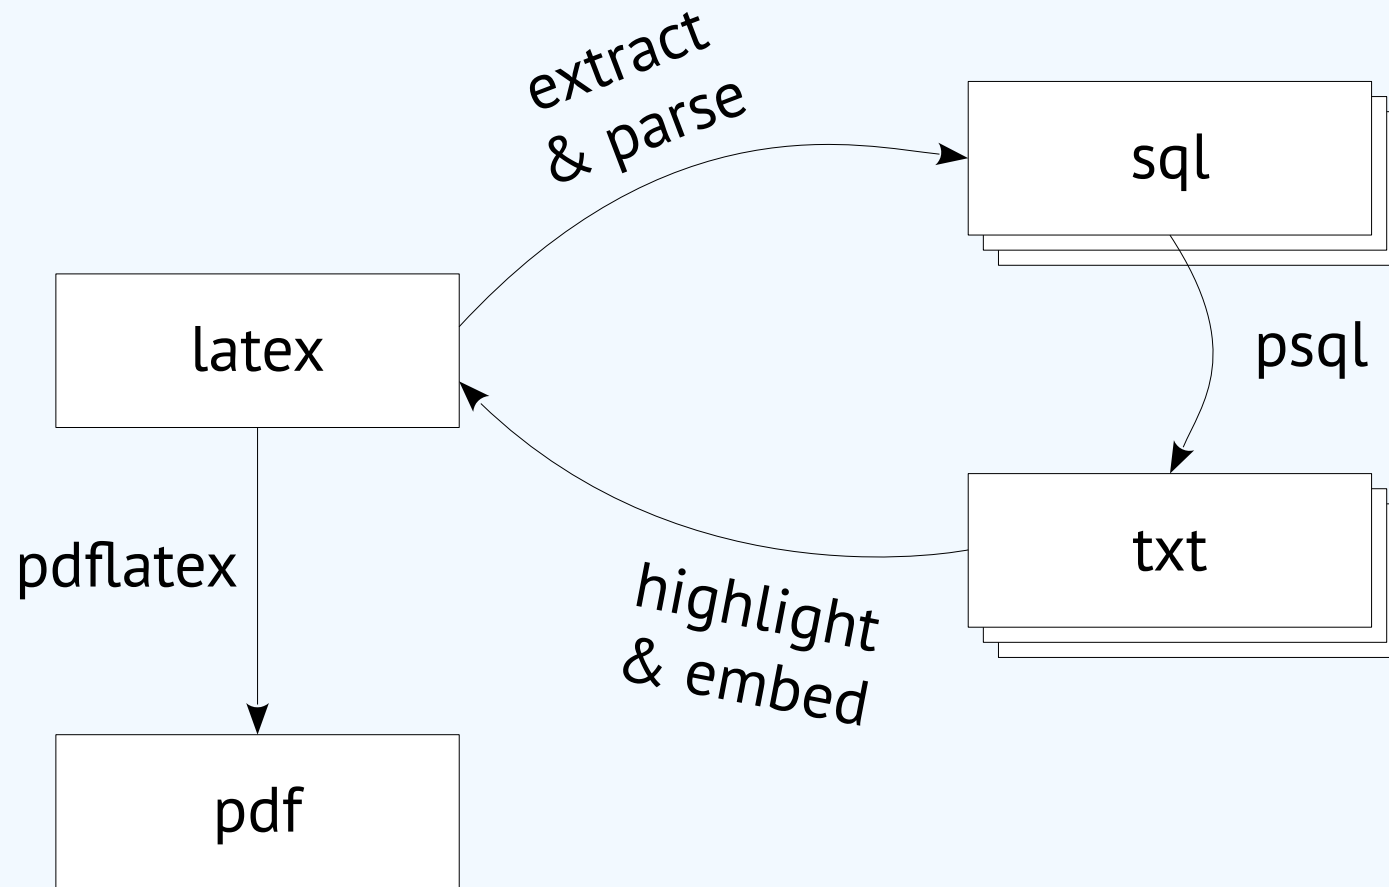 extract
& parse
sql
latex
psql
pdflatex
txt
highlight
& embed
pdf